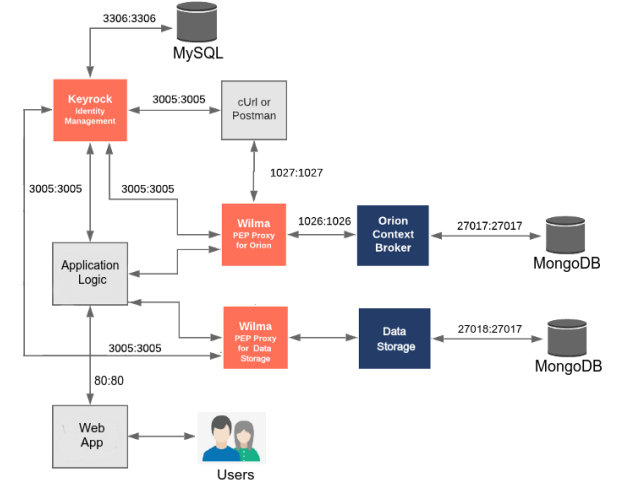 3306:3306
MySQL
Keyrock
Identity
Management
3005:3005
cUrl or
Postman
1027:1027
3005:3005
3005:3005
Wilma
PEP Proxy
for Orion
1026:1026
Orion
Context
Broker
27017:27017
MongoDB
Application
Logic
Wilma
PEP Proxy
for Data
Storage
Data
Storage
27018:27017
MongoDB
3005:3005
80:80
Web
App
Users